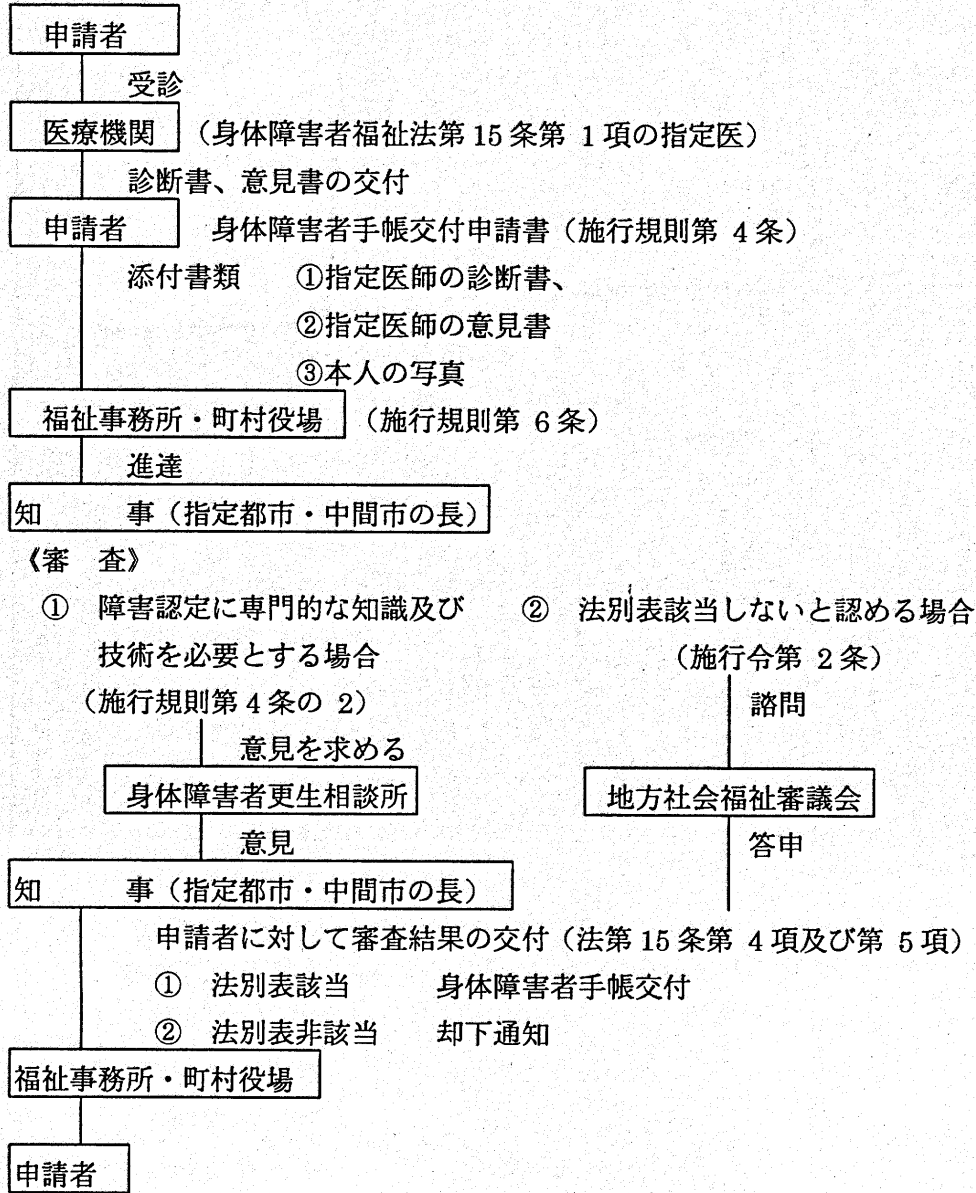 申請者
受診
医療機関 (身体障害者福祉法第15条第1項の指定医)
診断書、意見書の交付
申請者 身体障害者手帳交付申請書(施行規則第4条)
添付書類 ①指定医師の診断書、
②指定医師の意見書
③本人の写真
福祉事務所・町村役場 (施行規則第6条)
進達
知 事(指定都市・中間市の長)
《審 査》
① 障害認定に専門的な知識及び
技術を必要とする場合
(施行規則第4条の2)
意見を求める
身体障害者更生相談所
意見
② 法別表該当しないと認める場合
(施行令第2条)
諮問
地方社会福祉審議会
答申
知 事(指定都市・中間市の長)
申請者に対して審査結果の交付(法第15条第4項及び第5項)
① 法別表該当 身体障害者手帳交付
② 法別表非該当 却下通知
福祉事務所・町村役場
申請者